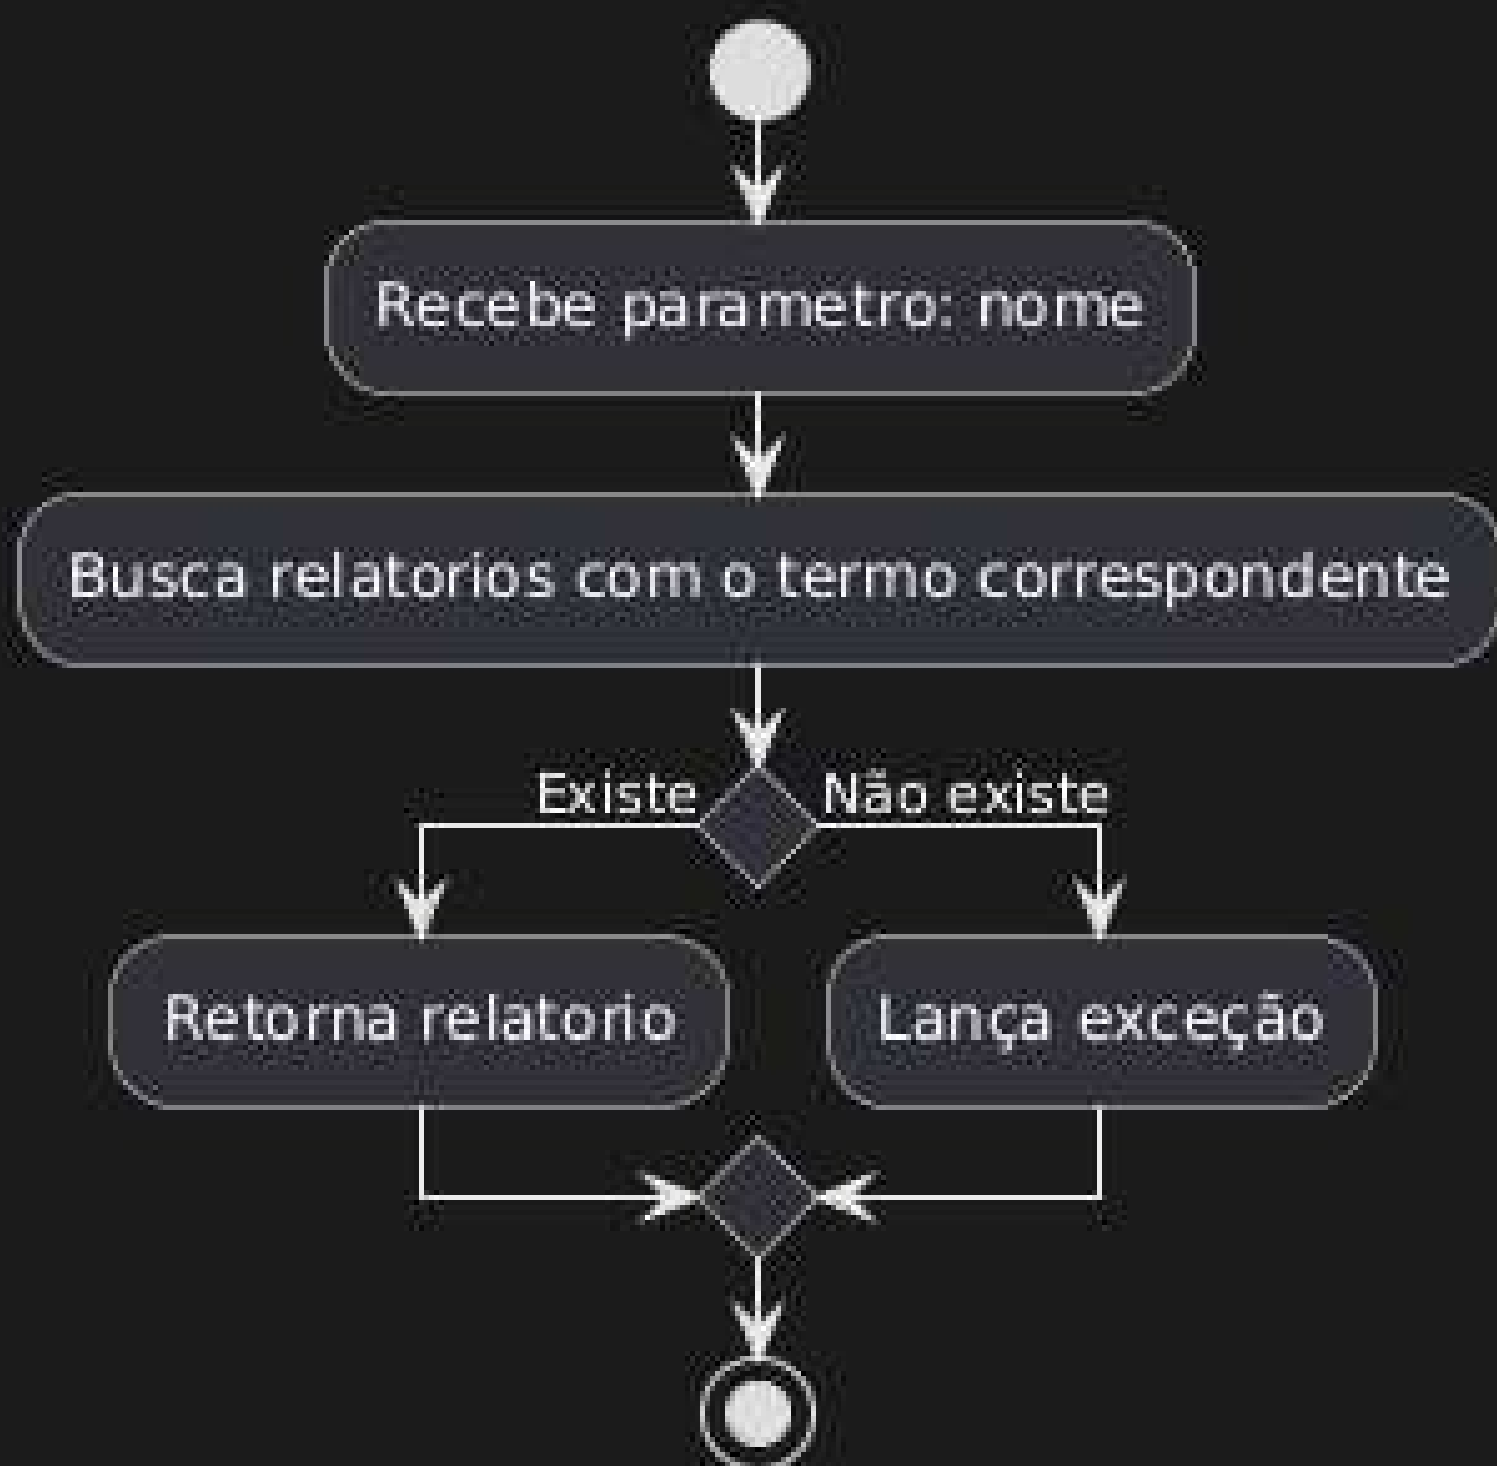 Recebe parametro: nome
Busca relatorios com o termo correspondente
Existe
Não existe
Retorna relatorio
Lança exceção